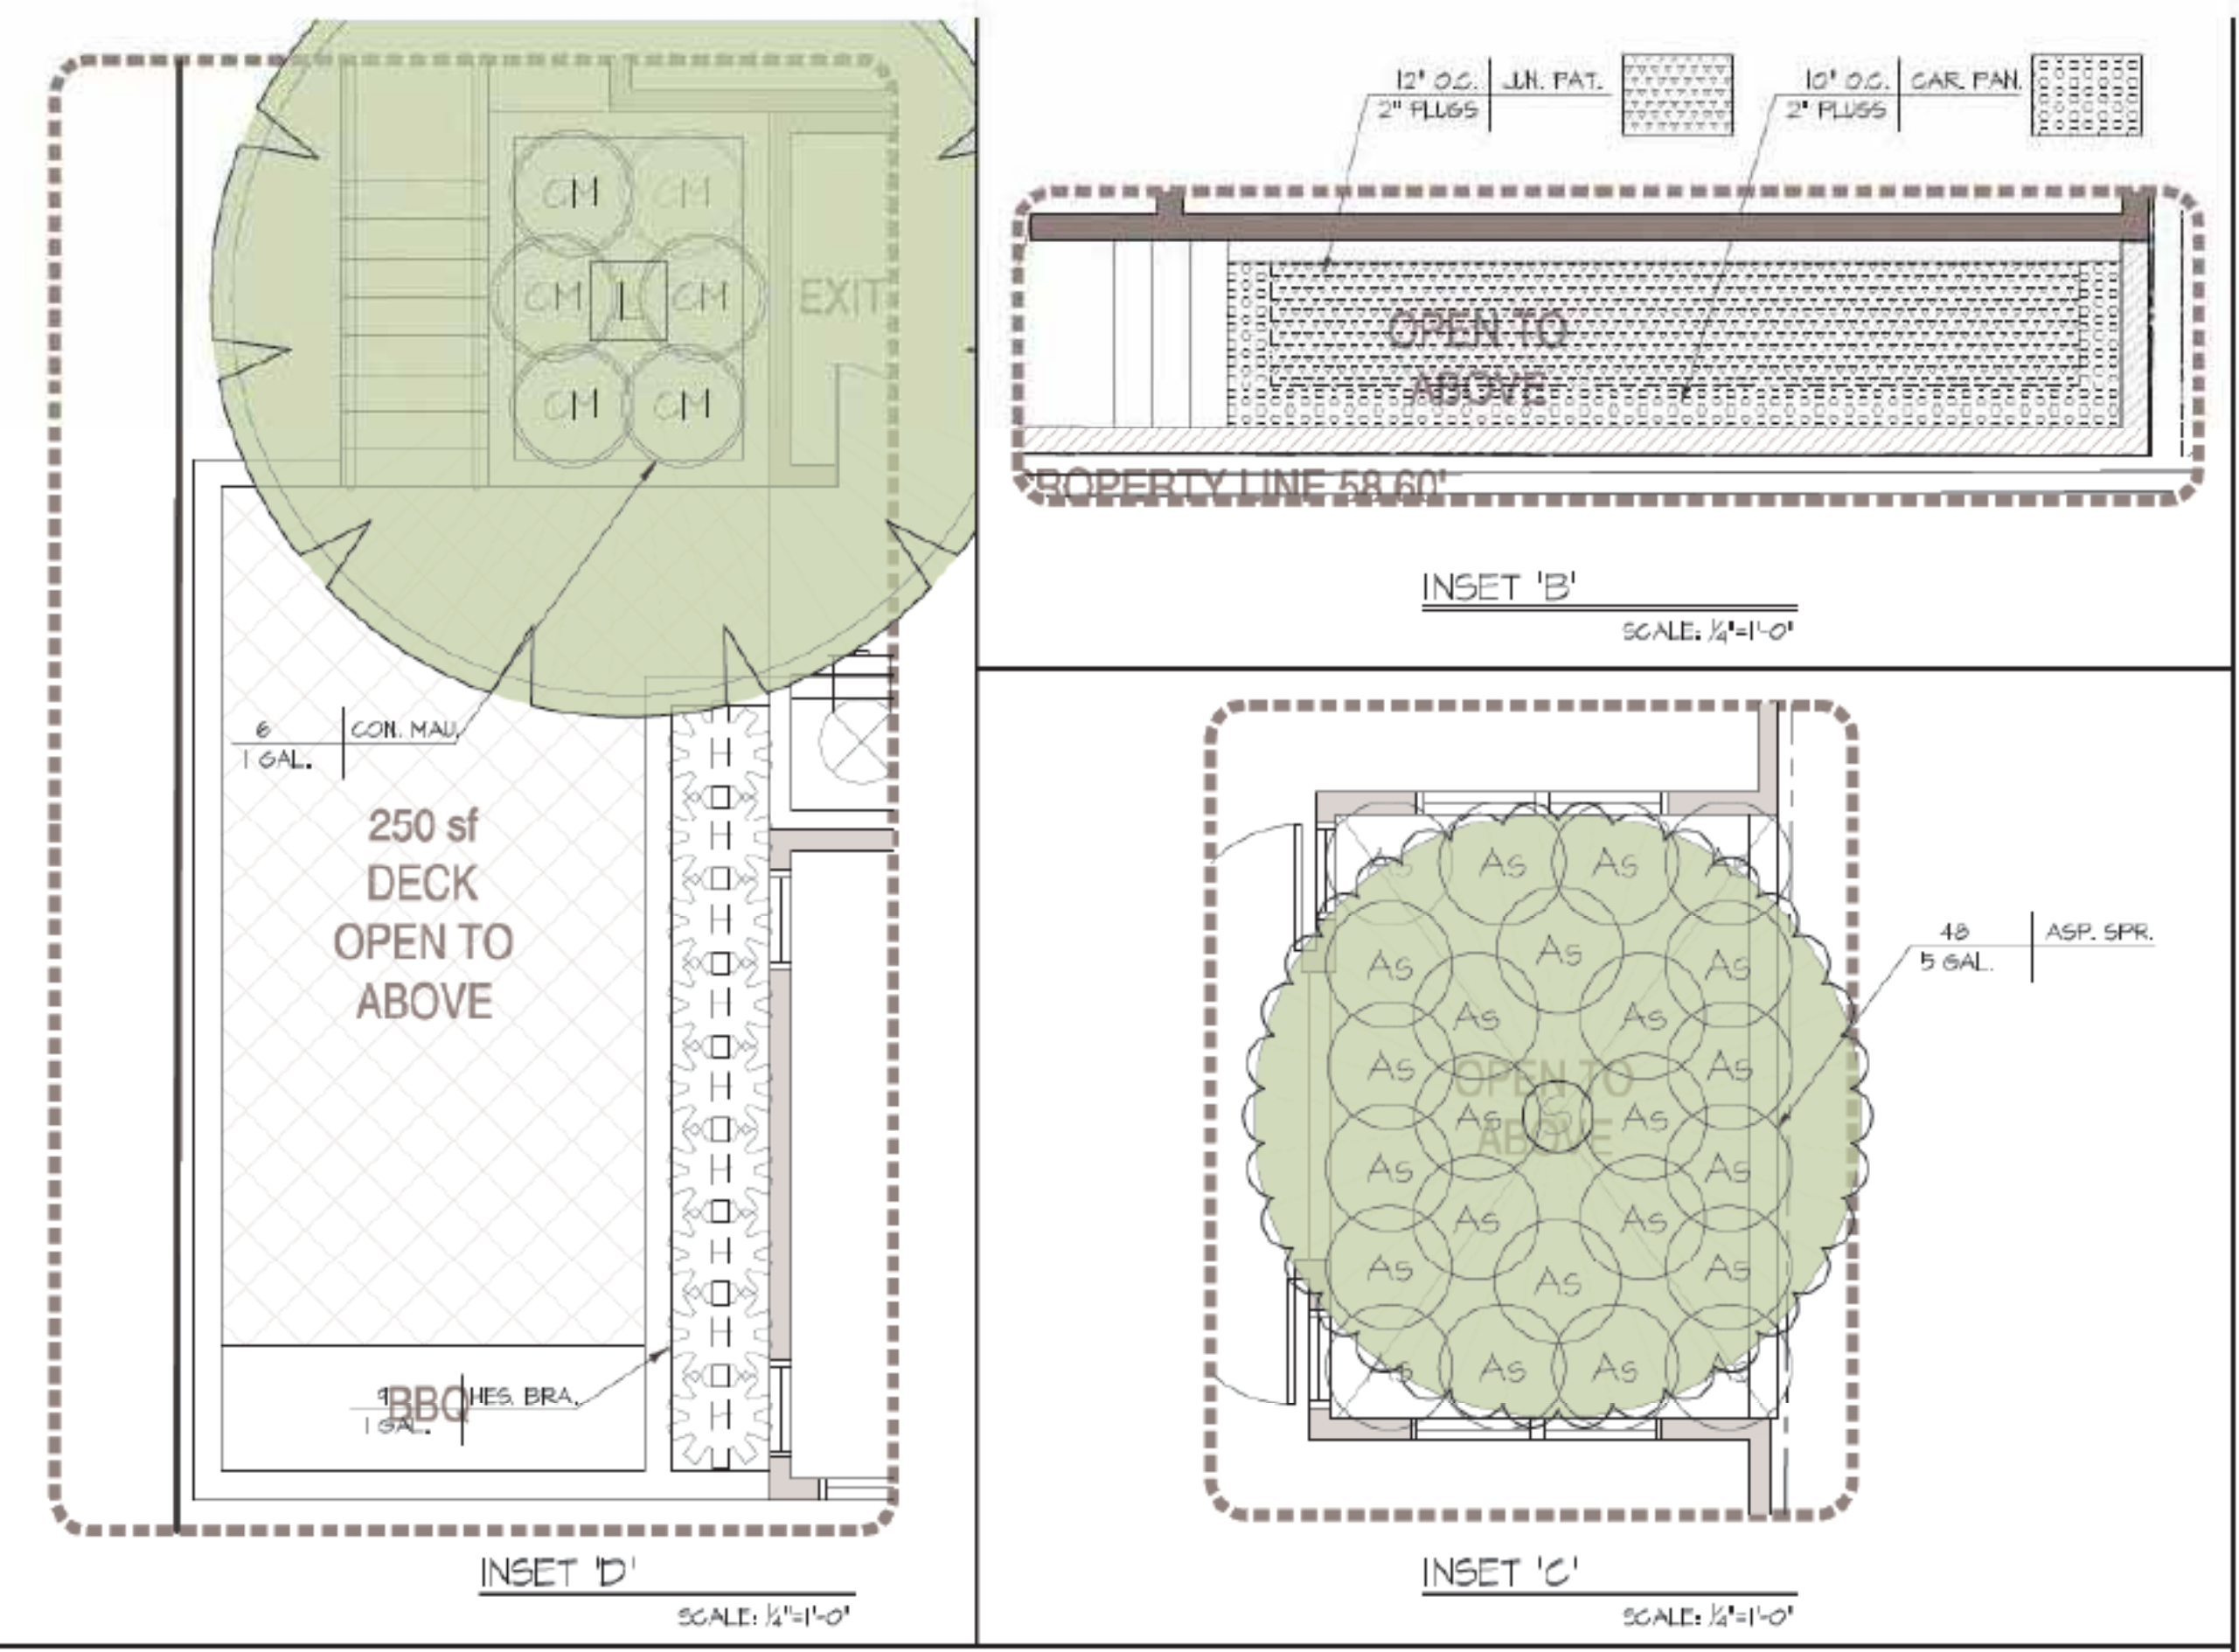 CM CM
CM L CM
CM CM
EXIT
6 CON. MAU.
1 GAL.
250 sf
DECK
OPEN TO
ABOVE
H
H
H
H
H
H
H
H
H
9 HES. BRA.
1 GAL.
BBQ
INSET 'D'
SCALE: ¼"=1'-0"
12" O.C. JUN. PAT.
2" PLUGS
10" O.C. CAR. PAN.
2" PLUGS
OPEN TO
ABOVE
ROPERTY LINE 58.60'
INSET 'B'
SCALE: ¼"=1'-0"
As As As As
As As As
As As
As As
OPEN TO
As As
ABOVE
As As
As As
As As As
As As As As
48 ASP. SPR.
5 GAL.
INSET 'C'
SCALE: ¼"=1'-0"